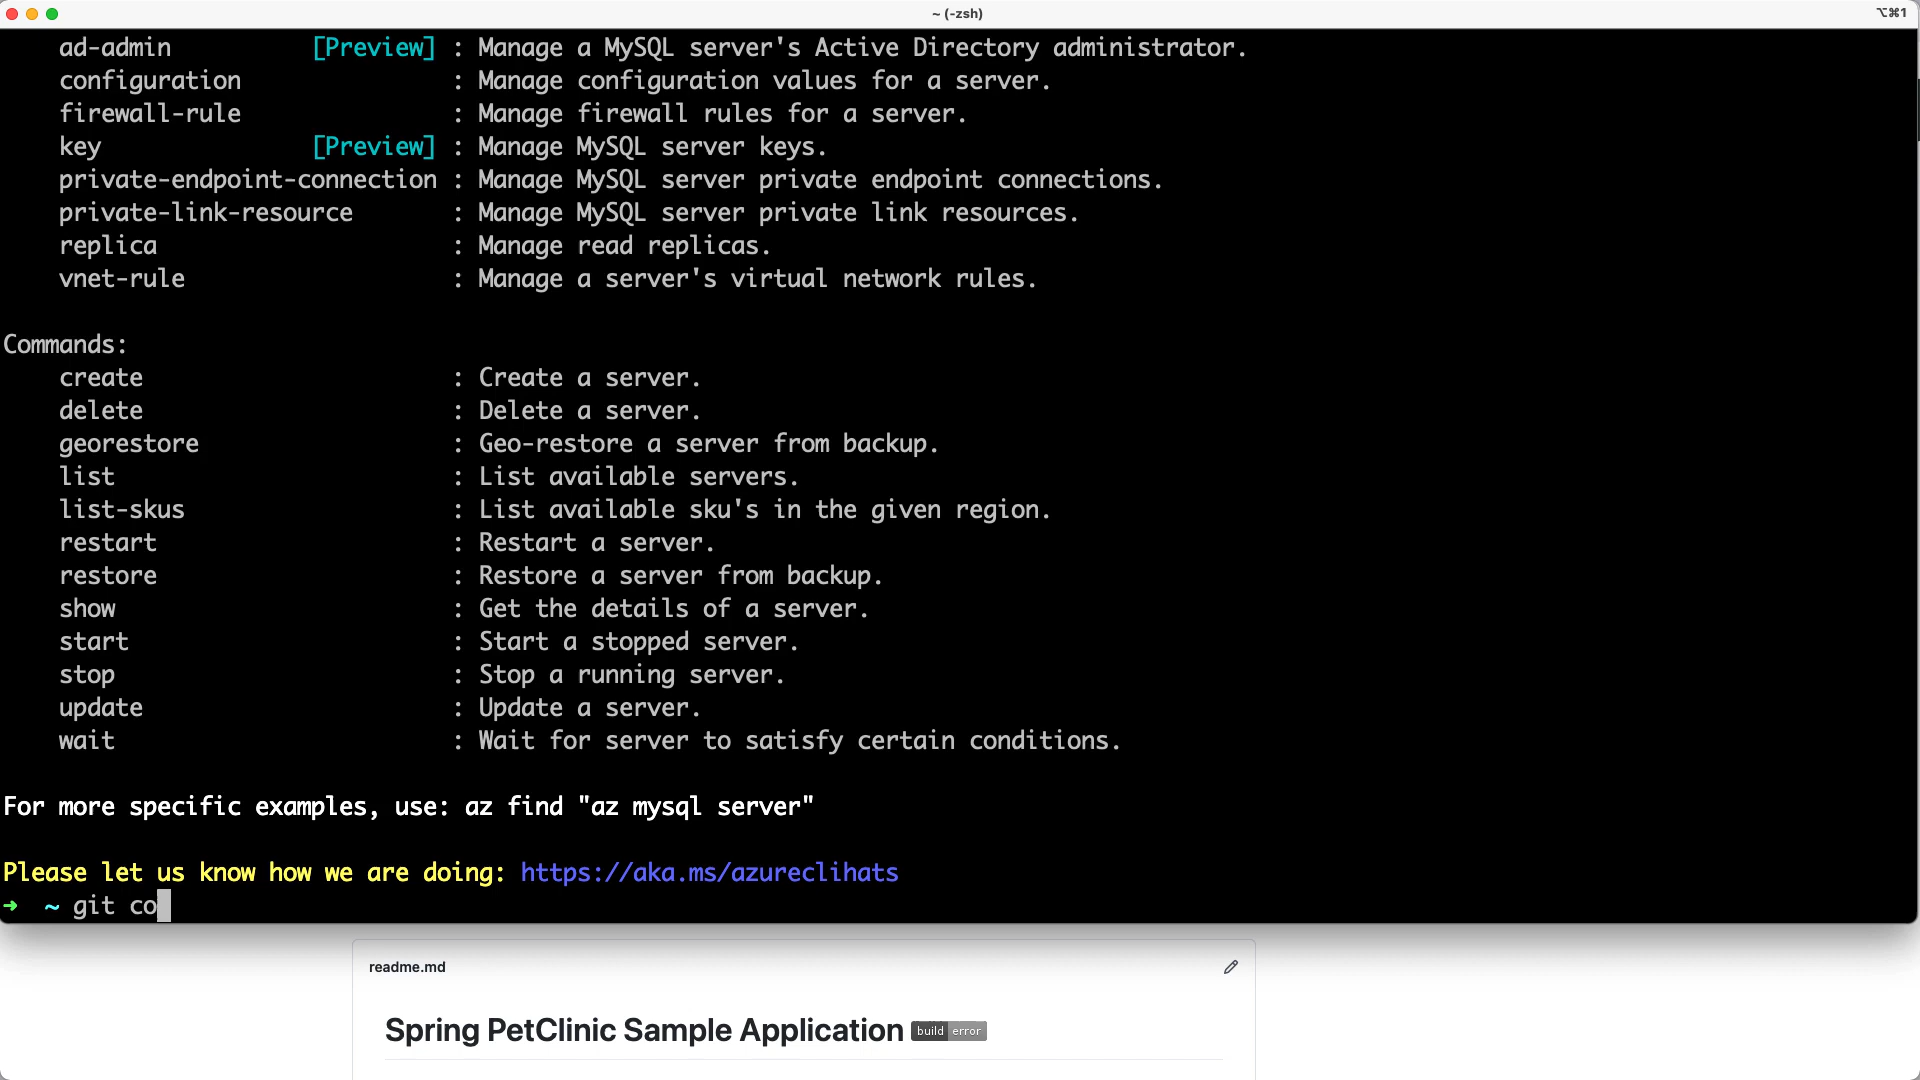 ~ (-zsh)
⌥⌘1
ad-admin [Preview] : Manage a MySQL server's Active Directory administrator.
configuration : Manage configuration values for a server.
firewall-rule : Manage firewall rules for a server.
key [Preview] : Manage MySQL server keys.
private-endpoint-connection : Manage MySQL server private endpoint connections.
private-link-resource : Manage MySQL server private link resources.
replica : Manage read replicas.
vnet-rule : Manage a server's virtual network rules.
Commands:
create : Create a server.
delete : Delete a server.
georestore : Geo-restore a server from backup.
list : List available servers.
list-skus : List available sku's in the given region.
restart : Restart a server.
restore : Restore a server from backup.
show : Get the details of a server.
start : Start a stopped server.
stop : Stop a running server.
update : Update a server.
wait : Wait for server to satisfy certain conditions.
For more specific examples, use: az find "az mysql server"
Please let us know how we are doing: https://aka.ms/azureclihats
➜ ~ git co
readme.md
Spring PetClinic Sample Application build error